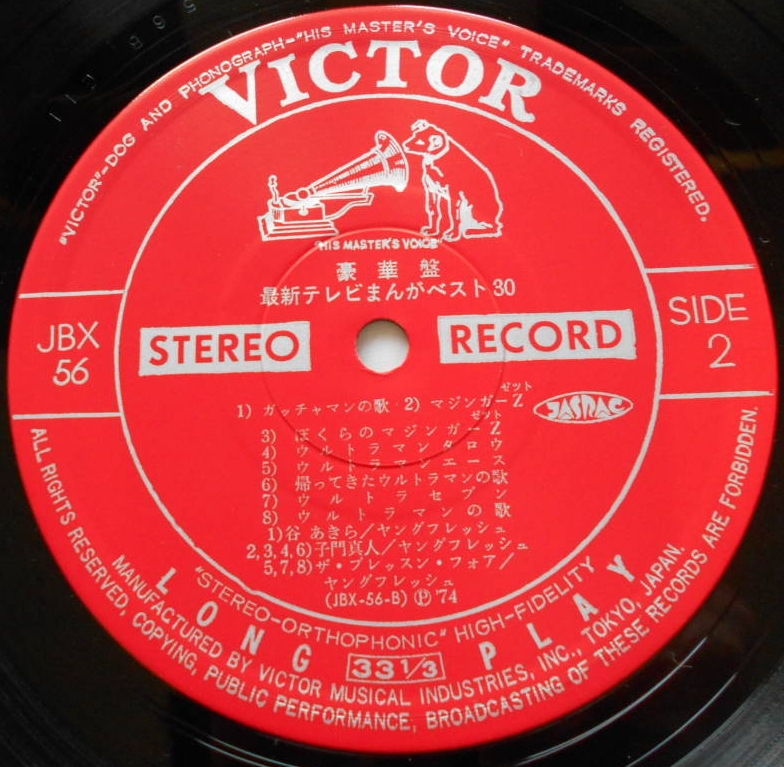 "VICTOR"–DOG AND PHONOGRAPH–"HIS MASTER'S VOICE" TRADEMARKS REGISTERED.
VICTOR
"HIS MASTER'S VOICE"
豪華盤
最新テレビまんがベスト30
JBX
56
STEREO
RECORD
SIDE
2
1) ガッチャマンの歌・2) マジンガーZ
ゼット
JASRAC
3) ぼくらのマジンガーZ
ゼット
4) ウルトラマンタロウ
5) ウルトラマンエース
6) 帰ってきたウルトラマンの歌
7) ウルトラセブン
8) ウルトラマンの歌
1)谷 あきら/ヤングフレッシュ
2,3,4,6)子門真人/ヤングフレッシュ
5,7,8)ザ・ブレッスン・フォア/
ヤングフレッシュ
(JBX-56-B) Ⓟ'74
"STEREO-ORTHOPHONIC" HIGH-FIDELITY
LONG 33 1/3 PLAY
MANUFACTURED BY VICTOR MUSICAL INDUSTRIES, INC., TOKYO, JAPAN.
ALL RIGHTS RESERVED, COPYING, PUBLIC PERFORMANCE, BROADCASTING OF THESE RECORDS ARE FORBIDDEN.